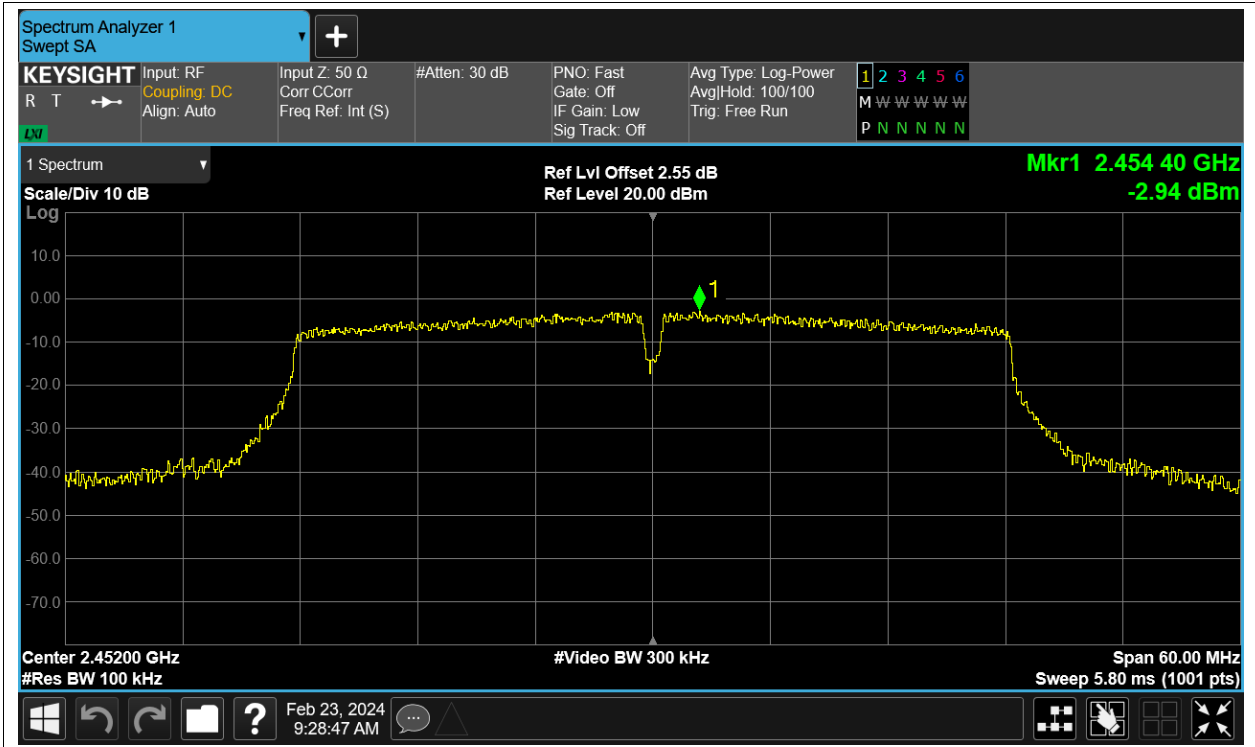 Spectrum Analyzer 1
Swept SA
+
KEYSIGHT
R T
LXI
Input: RF
Coupling: DC
Align: Auto
Input Z: 50 Ω
Corr CCorr
Freq Ref: Int (S)
#Atten: 30 dB
PNO: Fast
Gate: Off
IF Gain: Low
Sig Track: Off
Avg Type: Log-Power
Avg|Hold: 100/100
Trig: Free Run
1 2 3 4 5 6
M W W W W W
P N N N N N
1 Spectrum
Scale/Div 10 dB
Log
Ref Lvl Offset 2.55 dB
Ref Level 20.00 dBm
Mkr1 2.454 40 GHz
-2.94 dBm
10.0
0.00
-10.0
-20.0
-30.0
-40.0
-50.0
-60.0
-70.0
1
Center 2.45200 GHz
#Res BW 100 kHz
#Video BW 300 kHz
Span 60.00 MHz
Sweep 5.80 ms (1001 pts)
?
Feb 23, 2024
9:28:47 AM